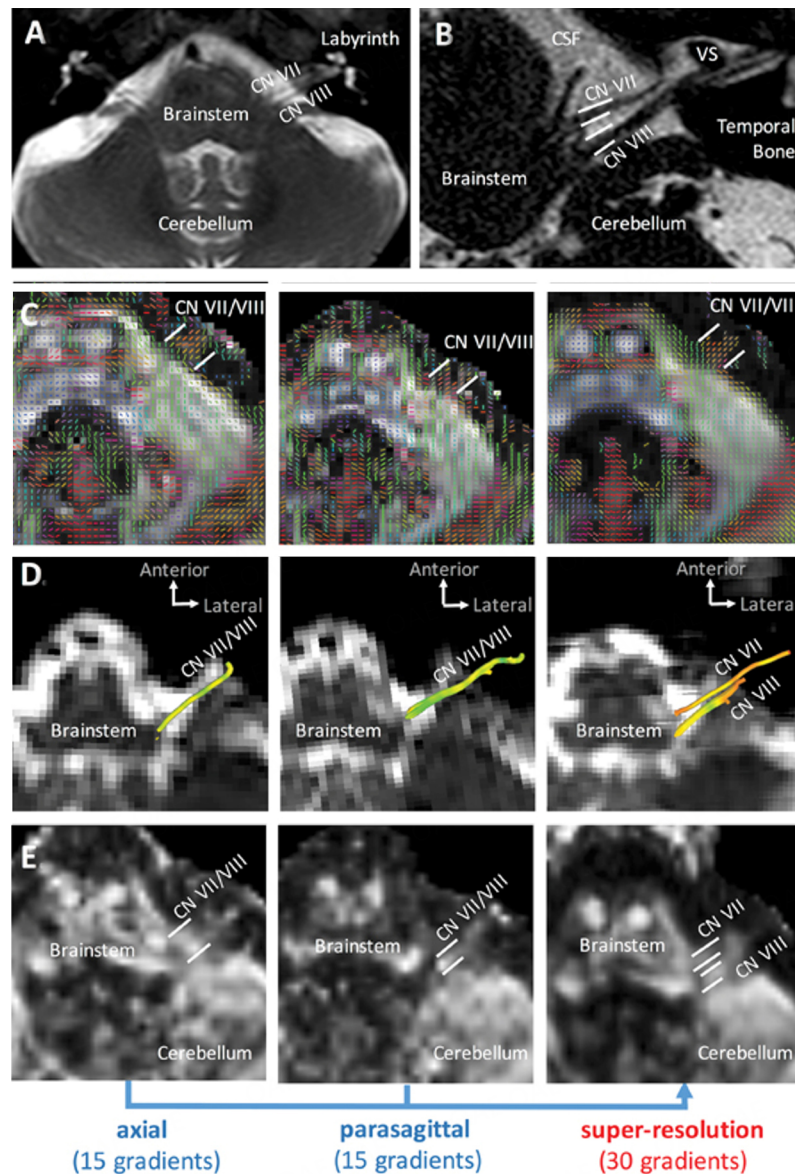 A
Labyrinth
CN VII
CN VIII
Brainstem
Cerebellum
B
CSF
VS
CN VII
CN VIII
Temporal
Bone
Brainstem
Cerebellum
C.
CN VII/VIII
CN VII/VIII
CN VII/VIII
D.
Anterior
Lateral
CN VII/VIII
Brainstem
Anterior
Lateral
CN VII/VIII
Brainstem
Anterior
Lateral
CN VII
CN VIII
Brainstem
E.
CN VII/VIII
Brainstem
Cerebellum
CN VII/VIII
Brainstem
Cerebellum
CN VII
CN VIII
Brainstem
Cerebellum
axial
(15 gradients)
parasagittal
(15 gradients)
super-resolution
(30 gradients)